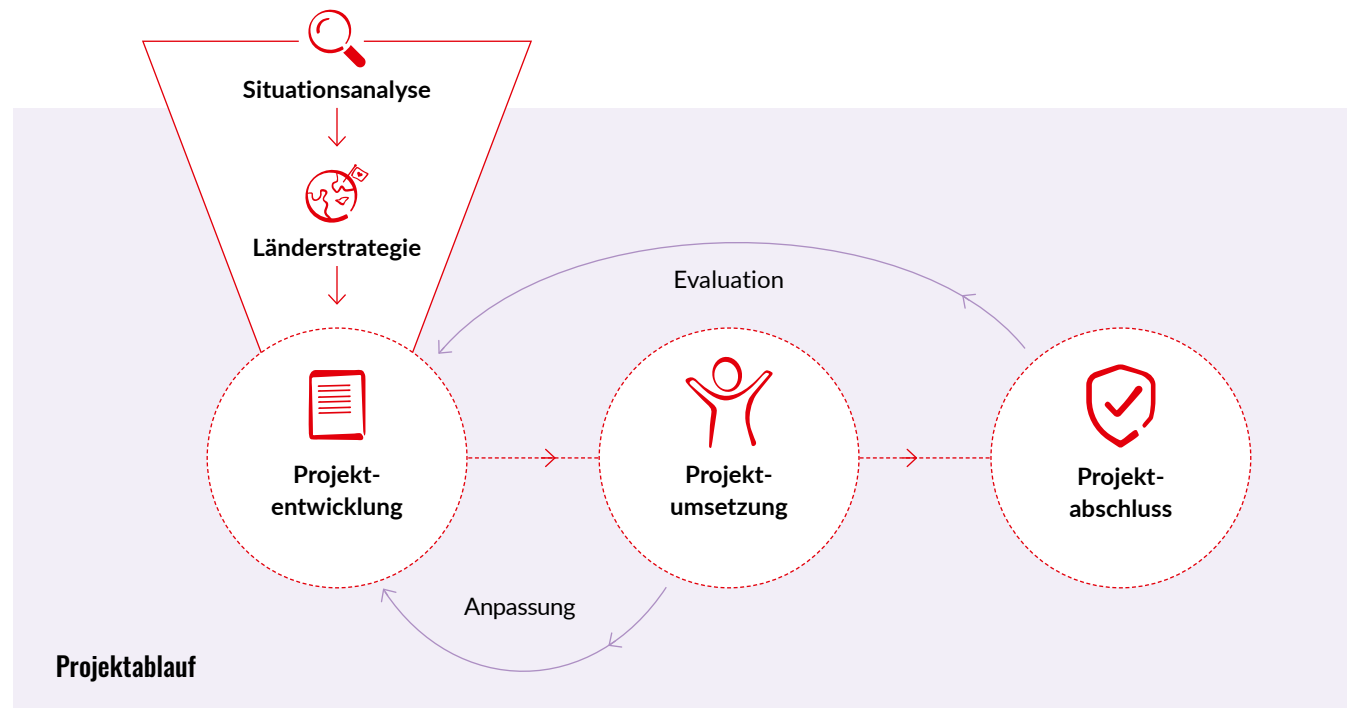 Situationsanalyse
Länderstrategie
Evaluation
Projekt-
entwicklung
Projekt-
umsetzung
Projekt-
abschluss
Anpassung
Projektablauf